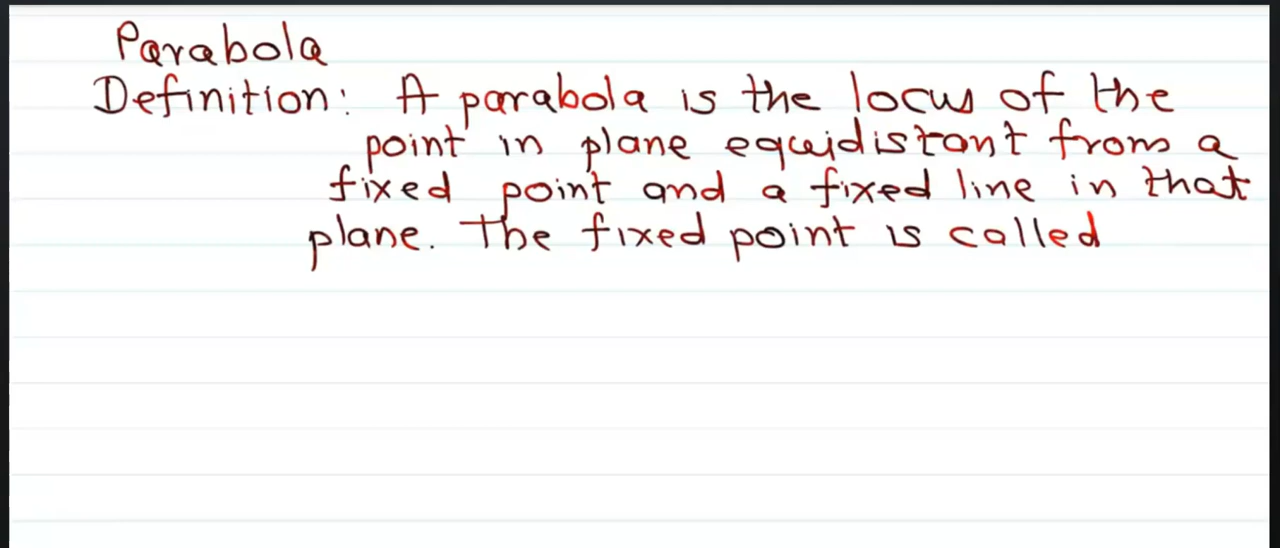 Parabola
Definition: A parabola is the locus of the
point in plane equidistant from a
fixed point and a fixed line in that
plane. The fixed point is called